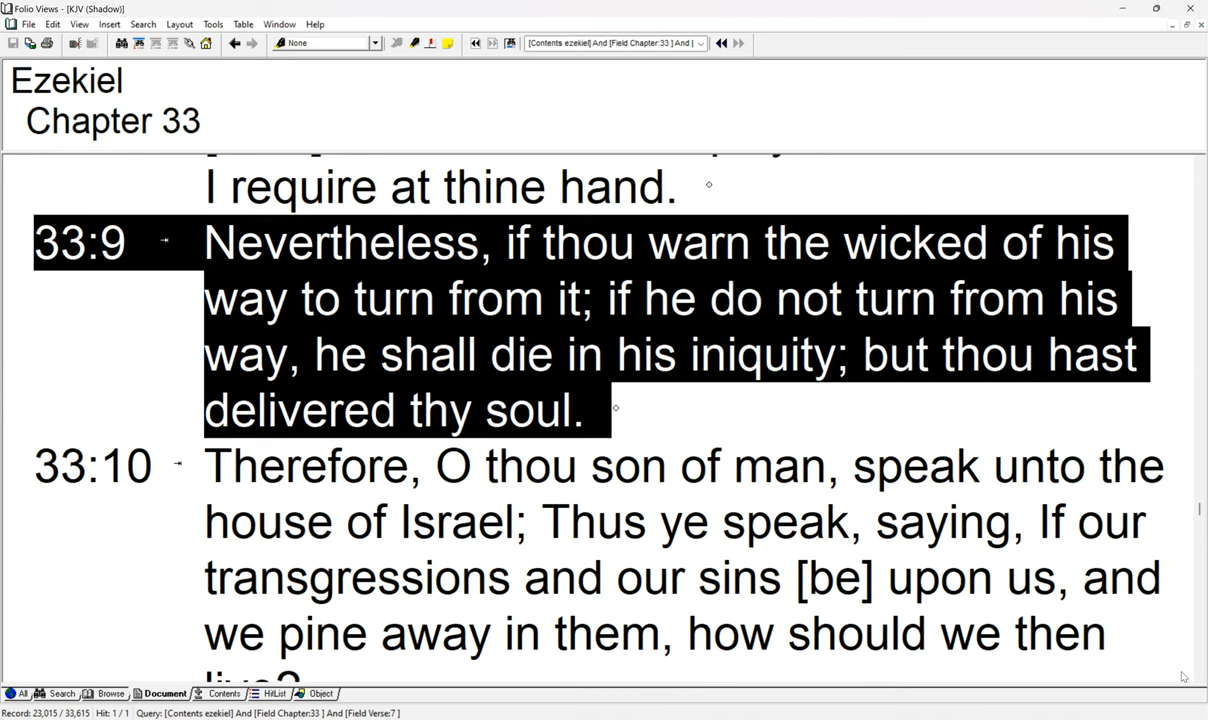 Folio Views - [KJV (Shadow)]
File Edit View Insert Search Layout Tools Table Window Help
None
[Contents ezekiel] And [Field Chapter:33 ] And [
Ezekiel
Chapter 33
I require at thine hand.
33:9 Nevertheless, if thou warn the wicked of his
way to turn from it; if he do not turn from his
way, he shall die in his iniquity; but thou hast
delivered thy soul.
33:10 Therefore, O thou son of man, speak unto the
house of Israel; Thus ye speak, saying, If our
transgressions and our sins [be] upon us, and
we pine away in them, how should we then
live?
All Search Browse Document Contents HitList Object
Record: 23,015 / 33,615 Hit: 1 / 1 Query: [Contents ezekiel] And [Field Chapter:33 ] And [Field Verse:7 ]